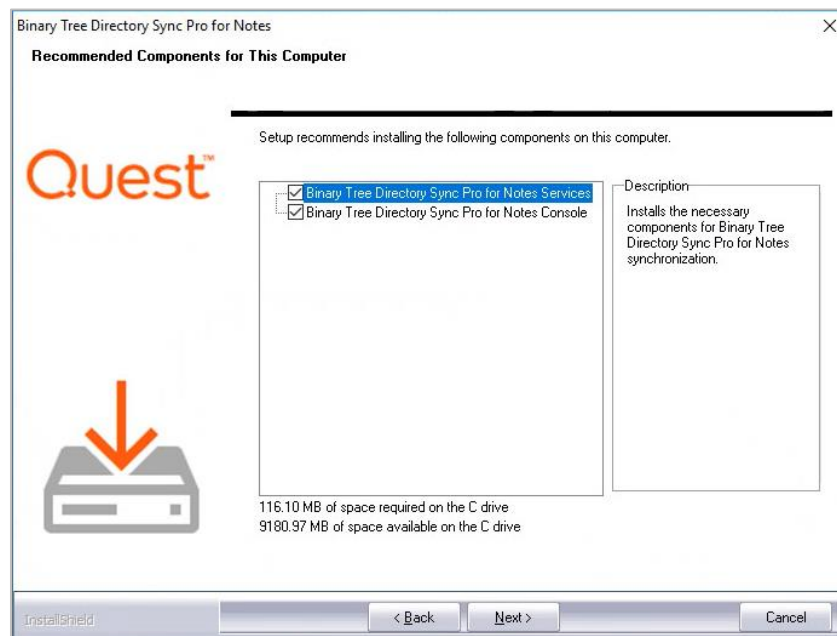 Binary Tree Directory Sync Pro for Notes
Recommended Components for This Computer
Setup recommends installing the following components on this computer.
Quest™
Binary Tree Directory Sync Pro for Notes Services
Binary Tree Directory Sync Pro for Notes Console
Description
Installs the necessary
components for Binary Tree
Directory Sync Pro for Notes
synchronization.
116.10 MB of space required on the C drive
9180.97 MB of space available on the C drive
InstallShield
< Back
Next >
Cancel